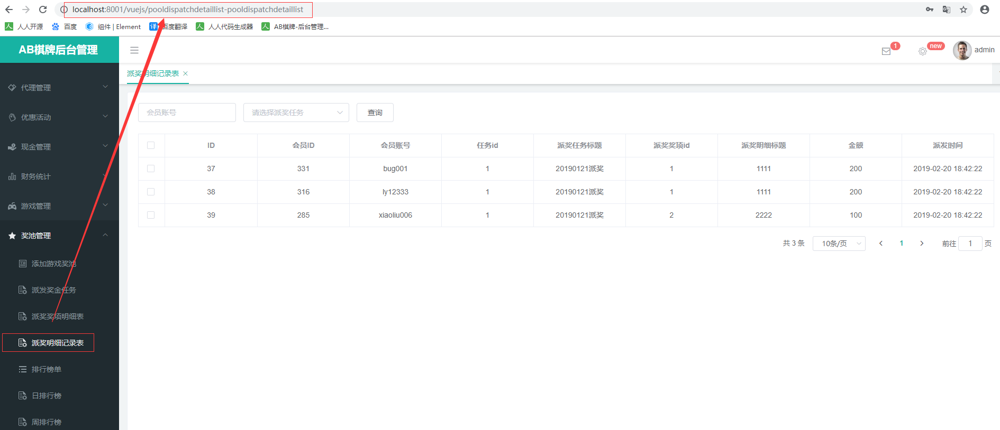 localhost:8001/vuejs/pooldispatchdetaillist-pooldispatchdetaillist
人人开源 百度 组件 | Element 译 百度翻译 人人代码生成器 AB棋牌-后台管理...
AB棋牌后台管理
1 new admin
派奖明细记录表
代理管理
优惠活动
现金管理
财务统计
游戏管理
奖池管理
添加游戏奖池
派发奖金任务
派奖奖项明细表
派奖明细记录表
排行榜单
日排行榜
周排行榜
会员账号 请选择派奖任务 查询
ID 会员ID 会员账号 任务id 派奖任务标题 派奖奖项id 派奖明细标题 金额 派发时间
37 331 bug001 1 20190121派奖 1 1111 200 2019-02-20 18:42:22
38 316 ly12333 1 20190121派奖 1 1111 200 2019-02-20 18:42:22
39 285 xiaoliu006 1 20190121派奖 2 2222 100 2019-02-20 18:42:22
共 3 条 10条/页 1 前往 1 页